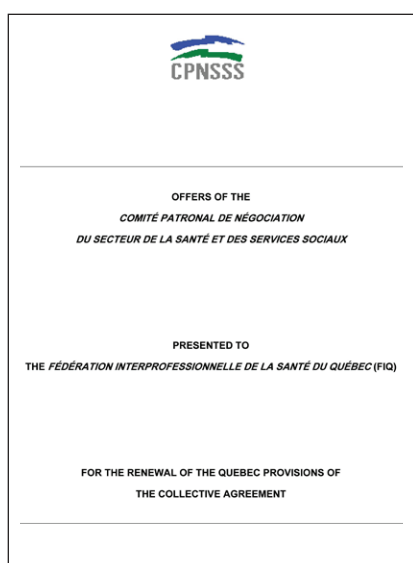 CPNSSS
OFFERS OF THE
COMITÉ PATRONAL DE NÉGOCIATION
DU SECTEUR DE LA SANTÉ ET DES SERVICES SOCIAUX
PRESENTED TO
THE FÉDÉRATION INTERPROFESSIONNELLE DE LA SANTÉ DU QUÉBEC (FIQ)
FOR THE RENEWAL OF THE QUEBEC PROVISIONS OF
THE COLLECTIVE AGREEMENT